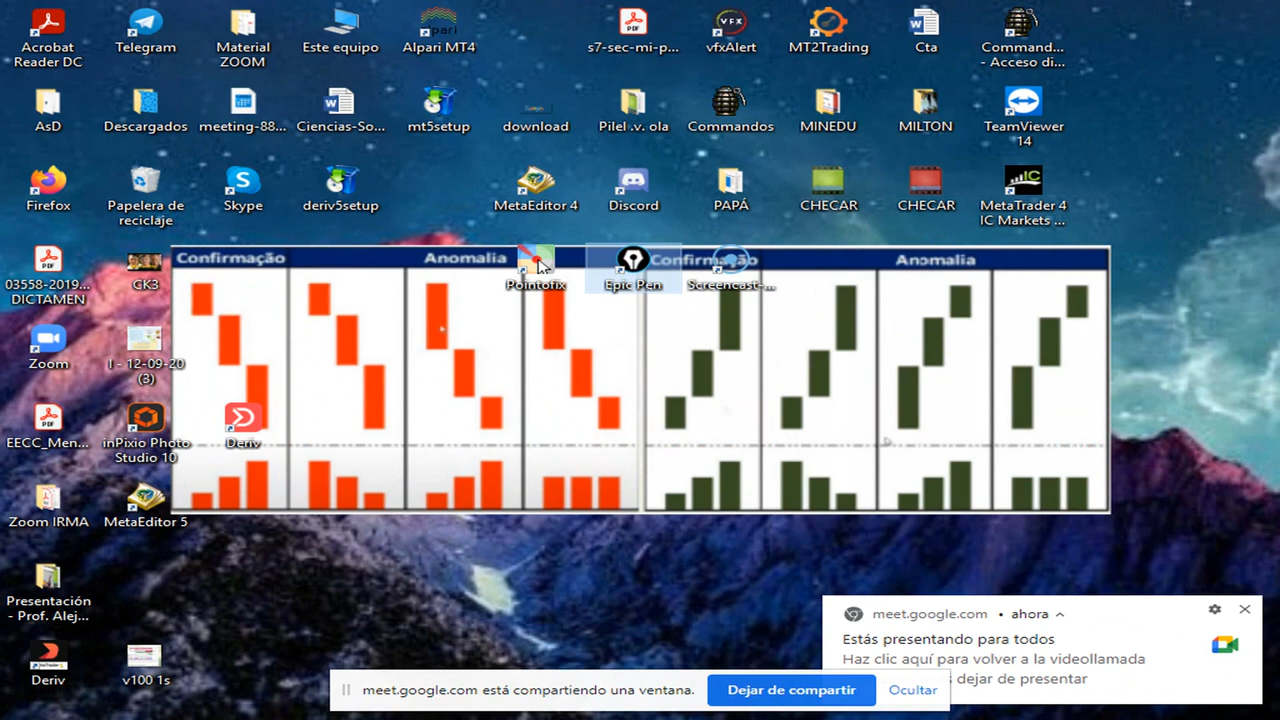 Acrobat
Reader DC
Telegram
Material
ZOOM
Este equipo
Alpari MT4
s7-sec-mi-p...
vfxAlert
MT2Trading
Cta
Command...
- Acceso di...
AsD
Descargados
meeting-88...
Ciencias-So...
mt5setup
download
Pilel .v. ola
Commandos
MINEDU
MILTON
TeamViewer
14
Firefox
Papelera de
reciclaje
Skype
deriv5setup
MetaEditor 4
Discord
PAPÁ
CHECAR
CHECAR
MetaTrader 4
IC Markets ...
03558-2019...
DICTAMEN
CK3
Confirmação
Anomalia
Pointofix
Epic Pen
Confirmação
Screencast-...
Anomalia
Zoom
I - 12-09-20
(3)
EECC_Men...
inPixio Photo
Studio 10
Deriv
Zoom IRMA
MetaEditor 5
Presentación
- Prof. Alej...
Deriv
v100 1s
meet.google.com • ahora
Estás presentando para todos
Haz clic aquí para volver a la videollamada
dejar de presentar
meet.google.com está compartiendo una ventana.
Dejar de compartir
Ocultar